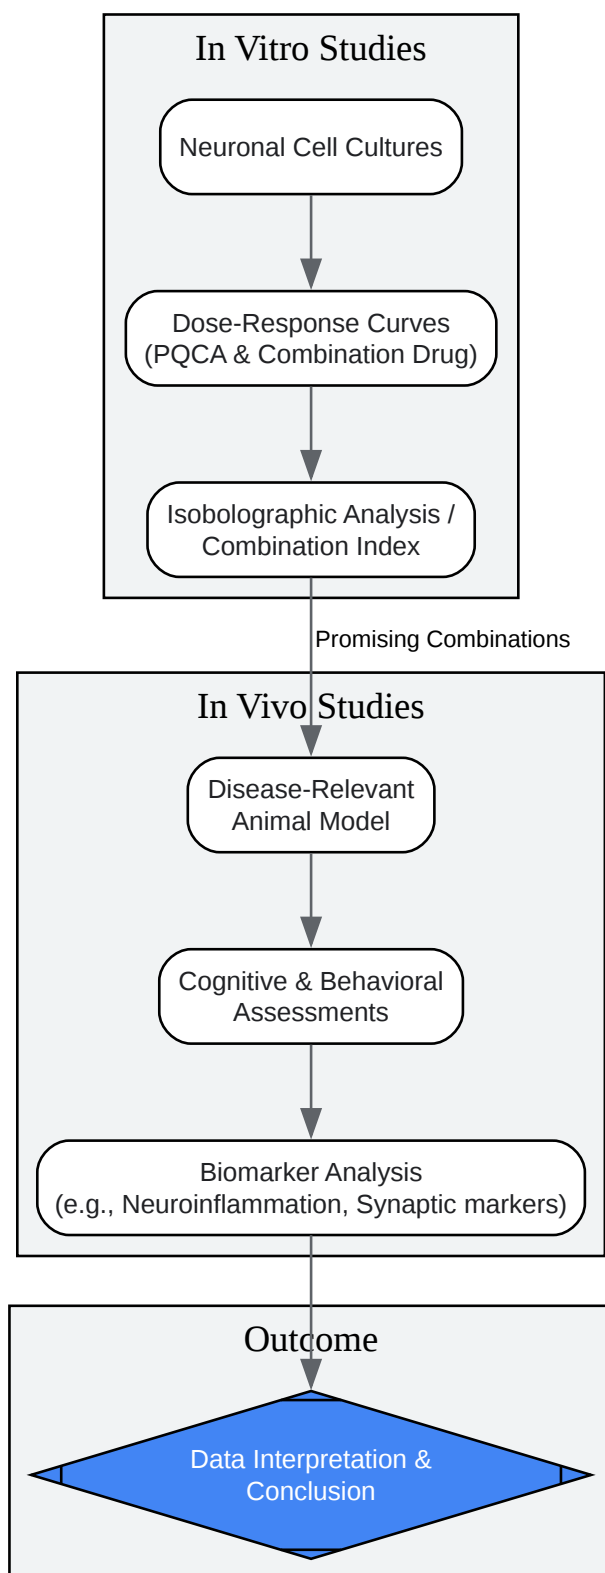 In Vitro Studies
Neuronal Cell Cultures
Dose-Response Curves
(PQCA & Combination Drug)
Isobolographic Analysis /
Combination Index
Promising Combinations
In Vivo Studies
Disease-Relevant
Animal Model
Cognitive & Behavioral
Assessments
Biomarker Analysis
(e.g., Neuroinflammation, Synaptic markers)
Outcome
Data Interpretation &
Conclusion